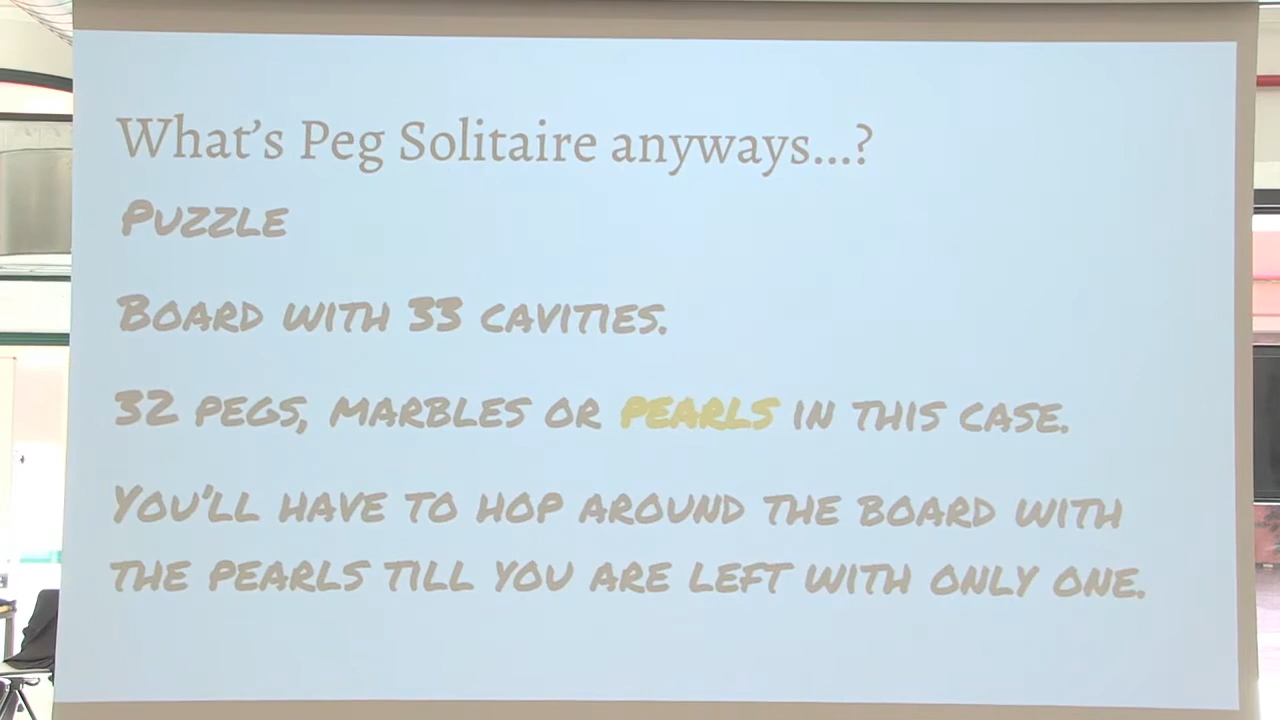 What's Peg Solitaire anyways...?
PUZZLE
BOARD WITH 33 CAVITIES.
32 PEGS, MARBLES OR PEARLS IN THIS CASE.
YOU'LL HAVE TO HOP AROUND THE BOARD WITH
THE PEARLS TILL YOU ARE LEFT WITH ONLY ONE.